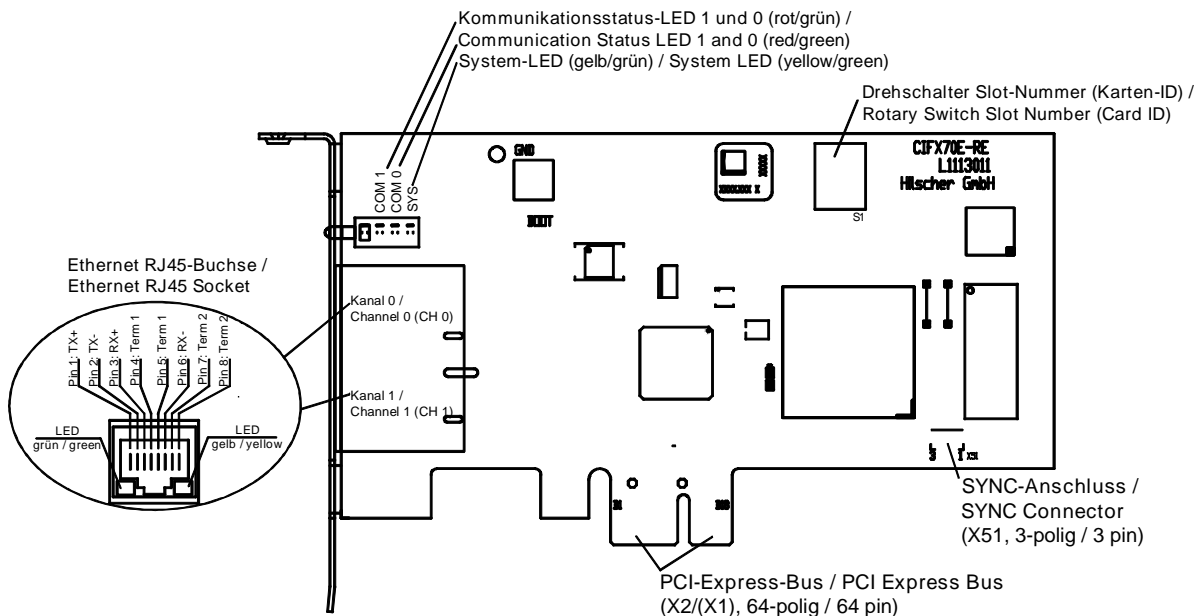 Kommunikationsstatus-LED 1 und 0 (rot/grün) /
Communication Status LED 1 and 0 (red/green)
System-LED (gelb/grün) / System LED (yellow/green)
Drehschalter Slot-Nummer (Karten-ID) /
Rotary Switch Slot Number (Card ID)
GND
XXXX
XXXXXXX X
CIFX70E-RE
L1113011
Hilscher GmbH
COM 1
COM 0
SYS
BOOT
S1
Ethernet RJ45-Buchse /
Ethernet RJ45 Socket
Kanal 0 /
Channel 0 (CH 0)
Pin 1: TX+
Pin 2: TX-
Pin 3: RX+
Pin 4: Term 1
Pin 5: Term 1
Pin 6: RX-
Pin 7: Term 2
Pin 8: Term 2
Kanal 1 /
Channel 1 (CH 1)
LED
grün / green
LED
gelb / yellow
3 1 X51
SYNC-Anschluss /
SYNC Connector
(X51, 3-polig / 3 pin)
PCI-Express-Bus / PCI Express Bus
(X2/(X1), 64-polig / 64 pin)